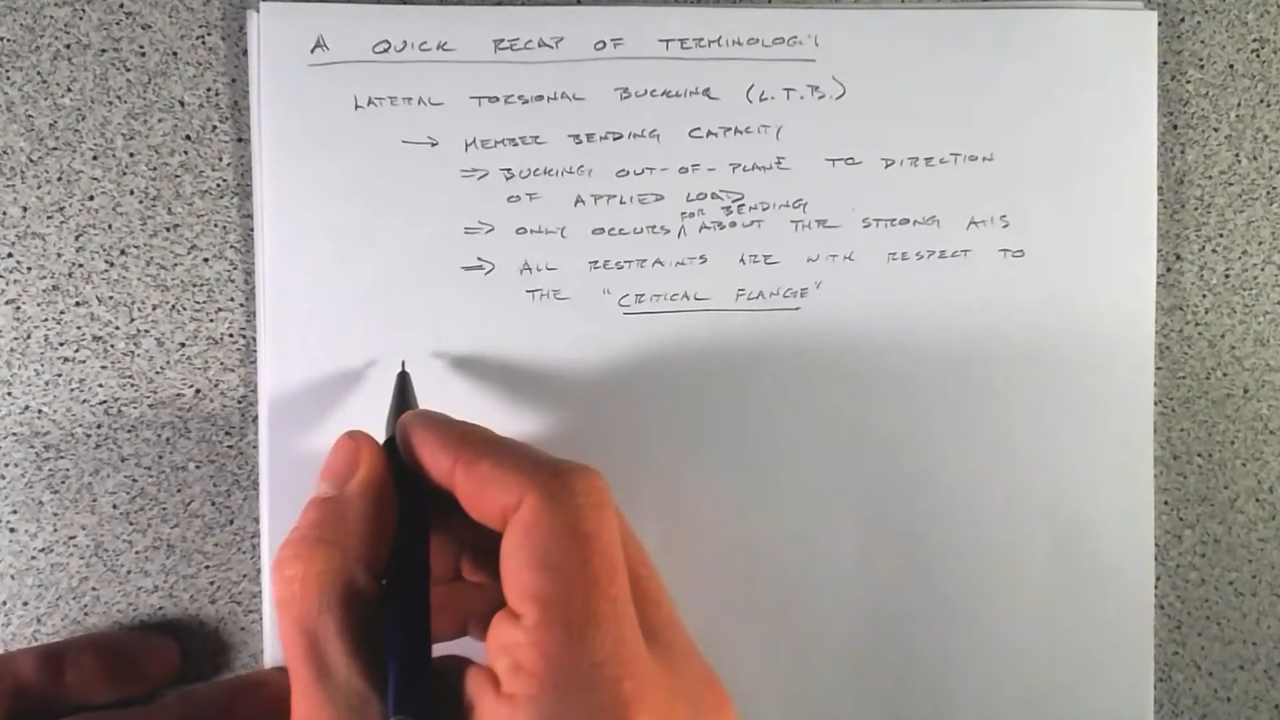 A QUICK RECAP OF TERMINOLOGY
LATERAL TORSIONAL BUCKLING (L.T.B.)
→ MEMBER BENDING CAPACITY
⇒ BUCKING OUT-OF-PLANE TO DIRECTION
OF APPLIED LOAD
⇒ ONLY OCCURS ^ FOR BENDING ABOUT THE STRONG AXIS
⇒ ALL RESTRAINTS ARE WITH RESPECT TO
THE "CRITICAL FLANGE"